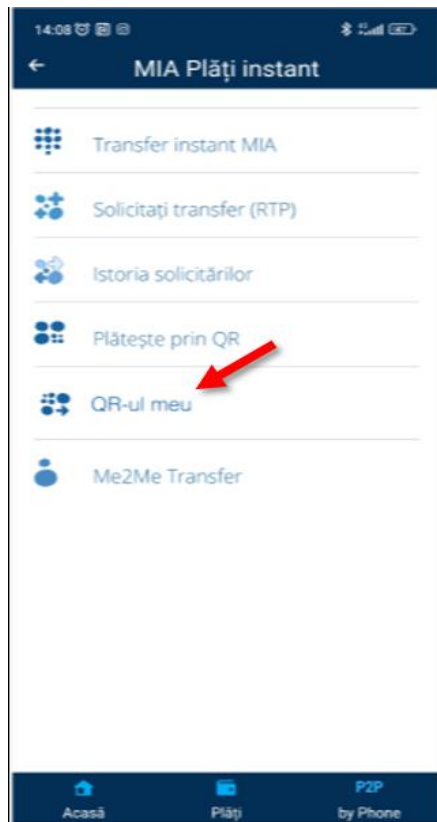 14:08
MIA Plăți instant
Transfer instant MIA
Solicitați transfer (RTP)
Istoria solicitărilor
Plătește prin QR
QR-ul meu
Me2Me Transfer
P2P
Acasă Plăți by Phone